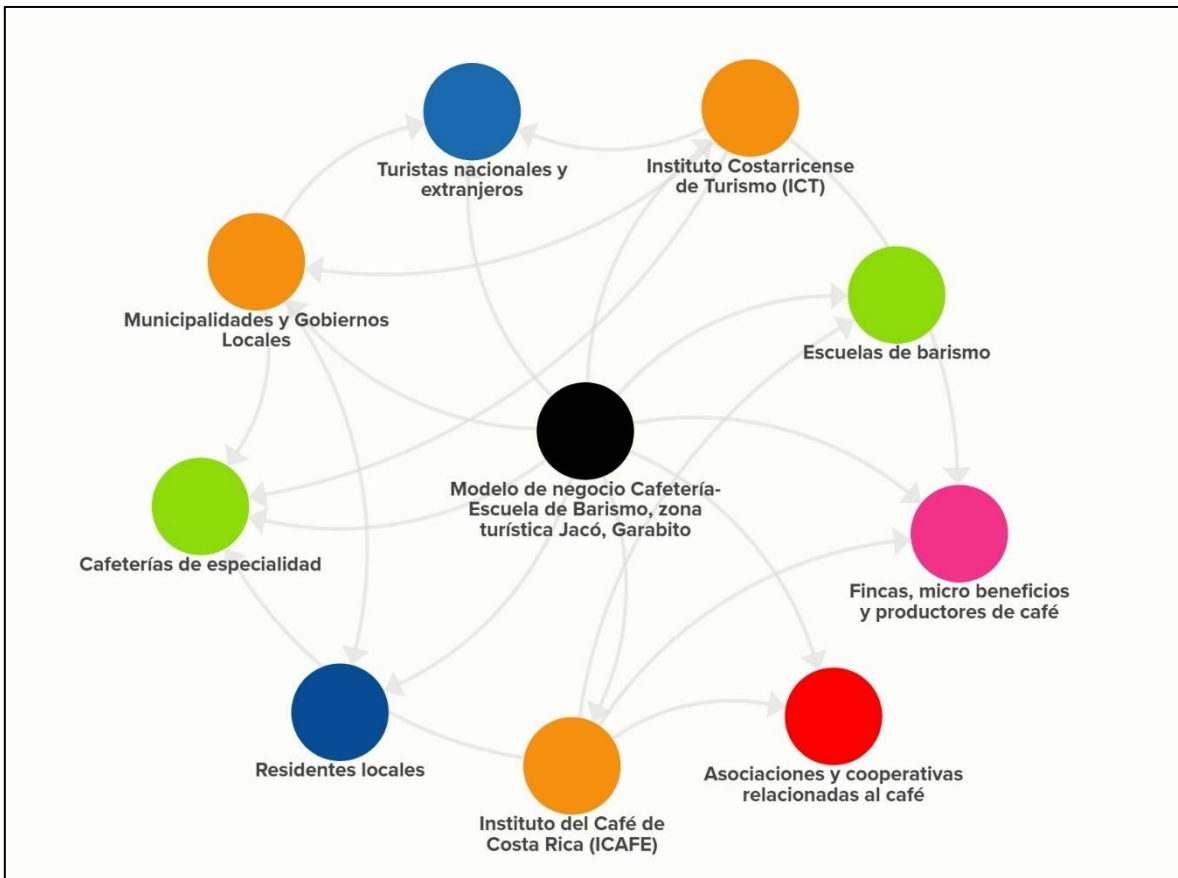 Turistas nacionales y
extranjeros
Instituto Costarricense
de Turismo (ICT)
Municipalidades y Gobiernos
Locales
Escuelas de barismo
Modelo de negocio Cafetería-
Escuela de Barismo, zona
turística Jacó, Garabito
Cafeterías de especialidad
Fincas, micro beneficios
y productores de café
Residentes locales
Instituto del Café de
Costa Rica (ICAFE)
Asociaciones y cooperativas
relacionadas al café